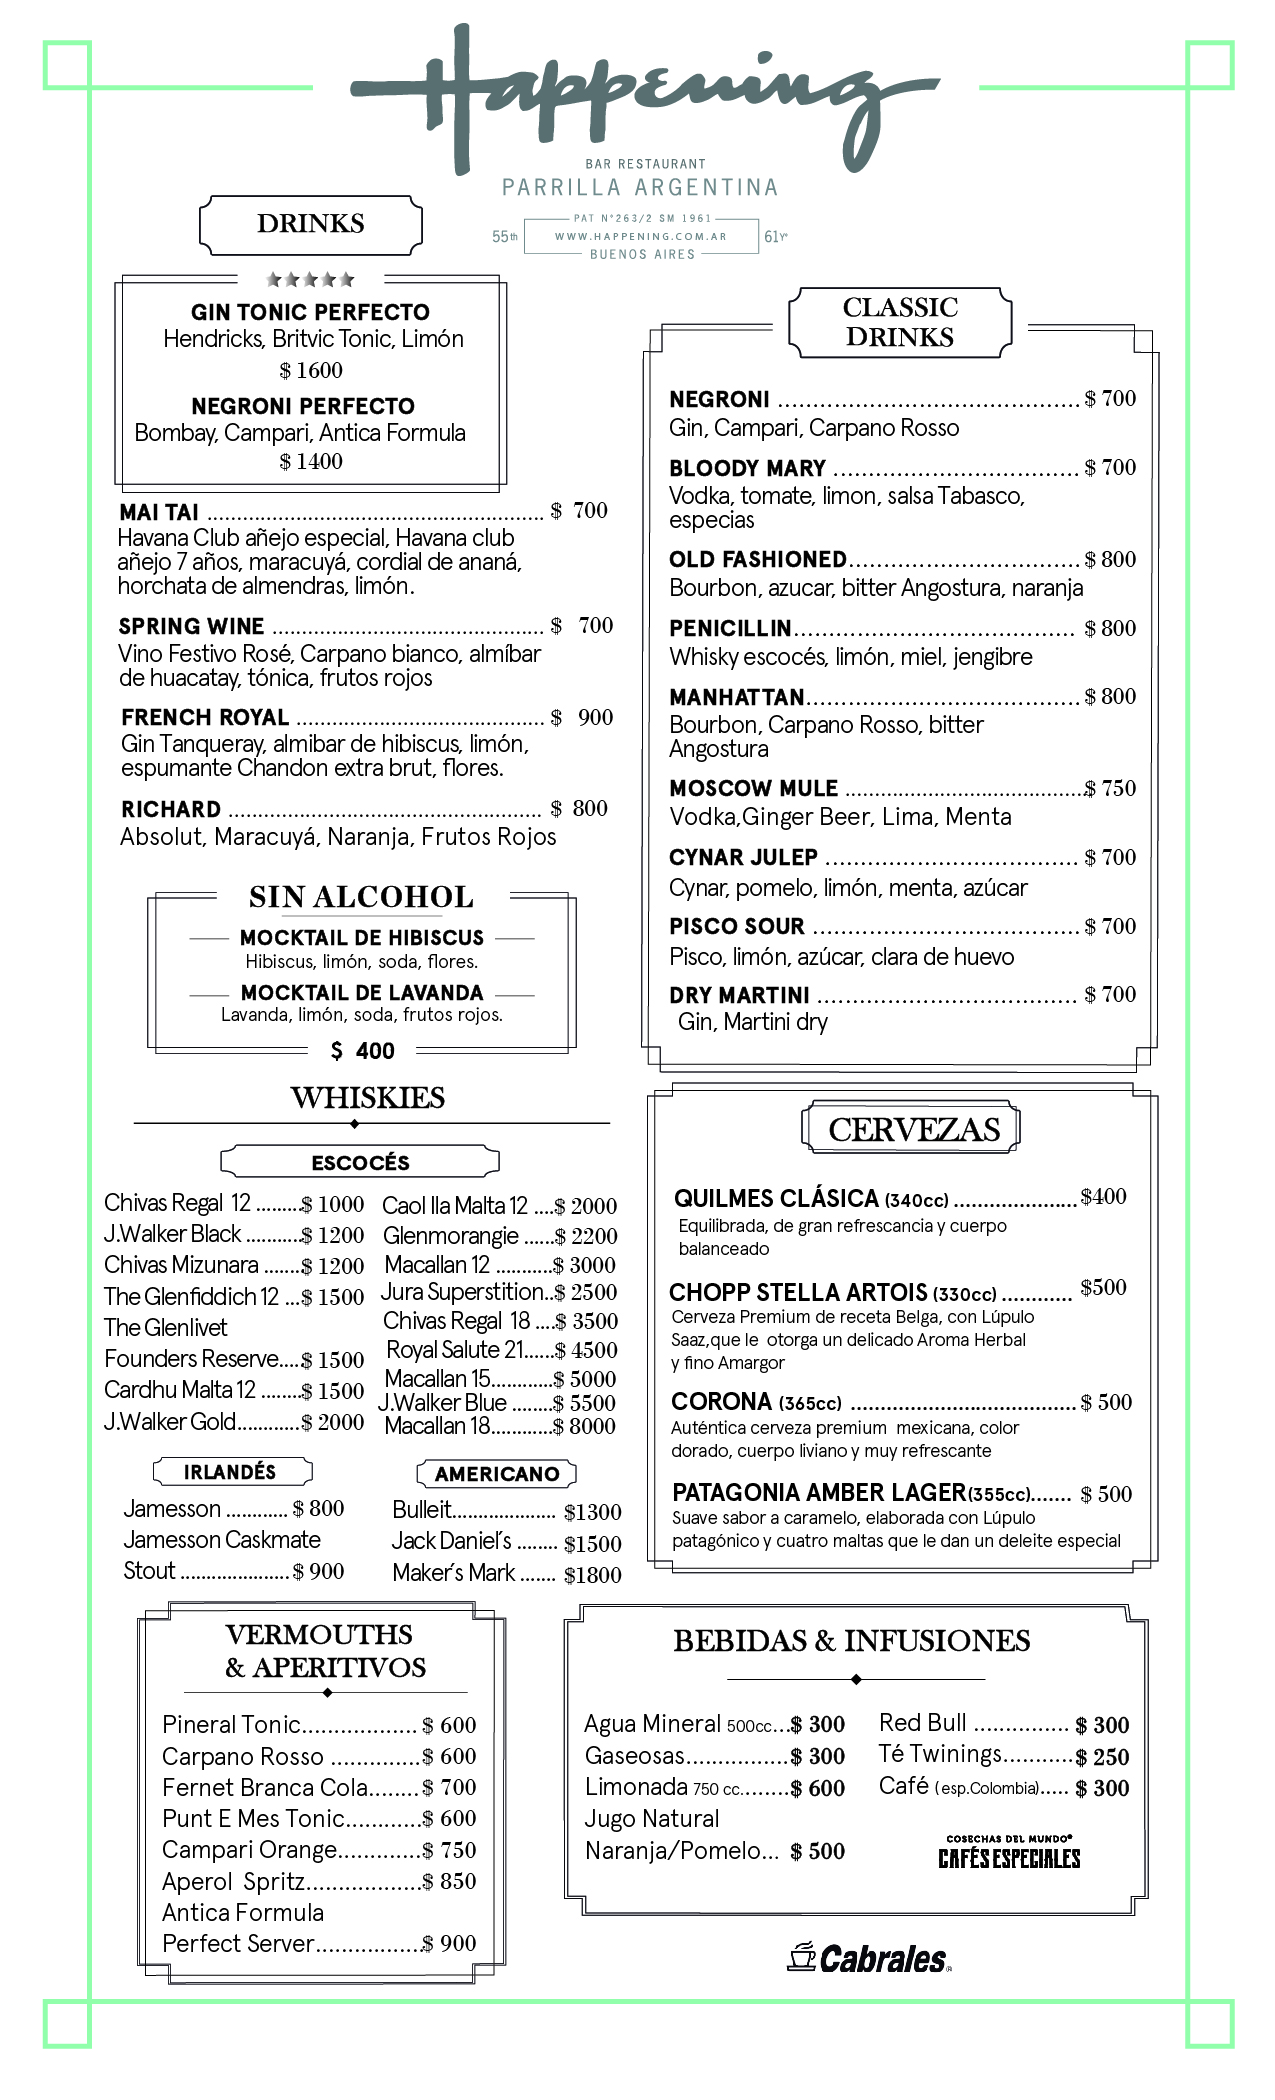 Happening
BAR RESTAURANT
PARRILLA ARGENTINA
PAT N°263/2 SM 1961
55th WWW.HAPPENING.COM.AR 61Yº
BUENOS AIRES
DRINKS
GIN TONIC PERFECTO
Hendricks, Britvic Tonic, Limón
$ 1600
NEGRONI PERFECTO
Bombay, Campari, Antica Formula
$ 1400
MAI TAI ........................ $ 700
Havana Club añejo especial, Havana club
añejo 7 años, maracuyá, cordial de ananá,
horchata de almendras, limón.
SPRING WINE ........................ $ 700
Vino Festivo Rosé, Carpano bianco, almíbar
de huacatay, tónica, frutos rojos
FRENCH ROYAL ........................ $ 900
Gin Tanqueray, almibar de hibiscus, limón,
espumante Chandon extra brut, flores.
RICHARD ........................ $ 800
Absolut, Maracuyá, Naranja, Frutos Rojos
SIN ALCOHOL
MOCKTAIL DE HIBISCUS
Hibiscus, limón, soda, flores.
MOCKTAIL DE LAVANDA
Lavanda, limón, soda, frutos rojos.
$ 400
CLASSIC
DRINKS
NEGRONI ........................ $ 700
Gin, Campari, Carpano Rosso
BLOODY MARY ........................ $ 700
Vodka, tomate, limon, salsa Tabasco,
especias
OLD FASHIONED........................ $ 800
Bourbon, azucar, bitter Angostura, naranja
PENICILLIN........................ $ 800
Whisky escocés, limón, miel, jengibre
MANHATTAN........................ $ 800
Bourbon, Carpano Rosso, bitter
Angostura
MOSCOW MULE ........................$ 750
Vodka,Ginger Beer, Lima, Menta
CYNAR JULEP ........................ $ 700
Cynar, pomelo, limón, menta, azúcar
PISCO SOUR ........................ $ 700
Pisco, limón, azúcar, clara de huevo
DRY MARTINI ........................ $ 700
Gin, Martini dry
WHISKIES
ESCOCÉS
Chivas Regal 12 ........$ 1000
J.Walker Black ..........$ 1200
Chivas Mizunara .......$ 1200
The Glenfiddich 12 ...$ 1500
The Glenlivet
Founders Reserve....$ 1500
Cardhu Malta 12 ........$ 1500
J.Walker Gold...........$ 2000
Caol Ila Malta 12 ....$ 2000
Glenmorangie ......$ 2200
Macallan 12 ..........$ 3000
Jura Superstition..$ 2500
Chivas Regal 18 ....$ 3500
Royal Salute 21......$ 4500
Macallan 15...........$ 5000
J.Walker Blue ........$ 5500
Macallan 18...........$ 8000
IRLANDÉS
Jamesson ............ $ 800
Jamesson Caskmate
Stout .....................$ 900
AMERICANO
Bulleit.................... $1300
Jack Daniel´s ........ $1500
Maker´s Mark ....... $1800
CERVEZAS
QUILMES CLÁSICA (340cc) .....................$400
Equilibrada, de gran refrescancia y cuerpo
balanceado
CHOPP STELLA ARTOIS (330cc) ............ $500
Cerveza Premium de receta Belga, con Lúpulo
Saaz,que le otorga un delicado Aroma Herbal
y fino Amargor
CORONA (365cc) ........................ $ 500
Auténtica cerveza premium mexicana, color
dorado, cuerpo liviano y muy refrescante
PATAGONIA AMBER LAGER(355cc)....... $ 500
Suave sabor a caramelo, elaborada con Lúpulo
patagónico y cuatro maltas que le dan un deleite especial
VERMOUTHS
& APERITIVOS
Pineral Tonic.................. $ 600
Carpano Rosso ..............$ 600
Fernet Branca Cola........$ 700
Punt E Mes Tonic............$ 600
Campari Orange.............$ 750
Aperol Spritz..................$ 850
Antica Formula
Perfect Server.................$ 900
BEBIDAS & INFUSIONES
Agua Mineral 500cc...$ 300
Gaseosas................$ 300
Limonada 750 cc........$ 600
Jugo Natural
Naranja/Pomelo... $ 500
Red Bull ............... $ 300
Té Twinings...........$ 250
Café (esp.Colombia)..... $ 300
COSECHAS DEL MUNDO®
CAFÉS ESPECIALES
Cabrales®